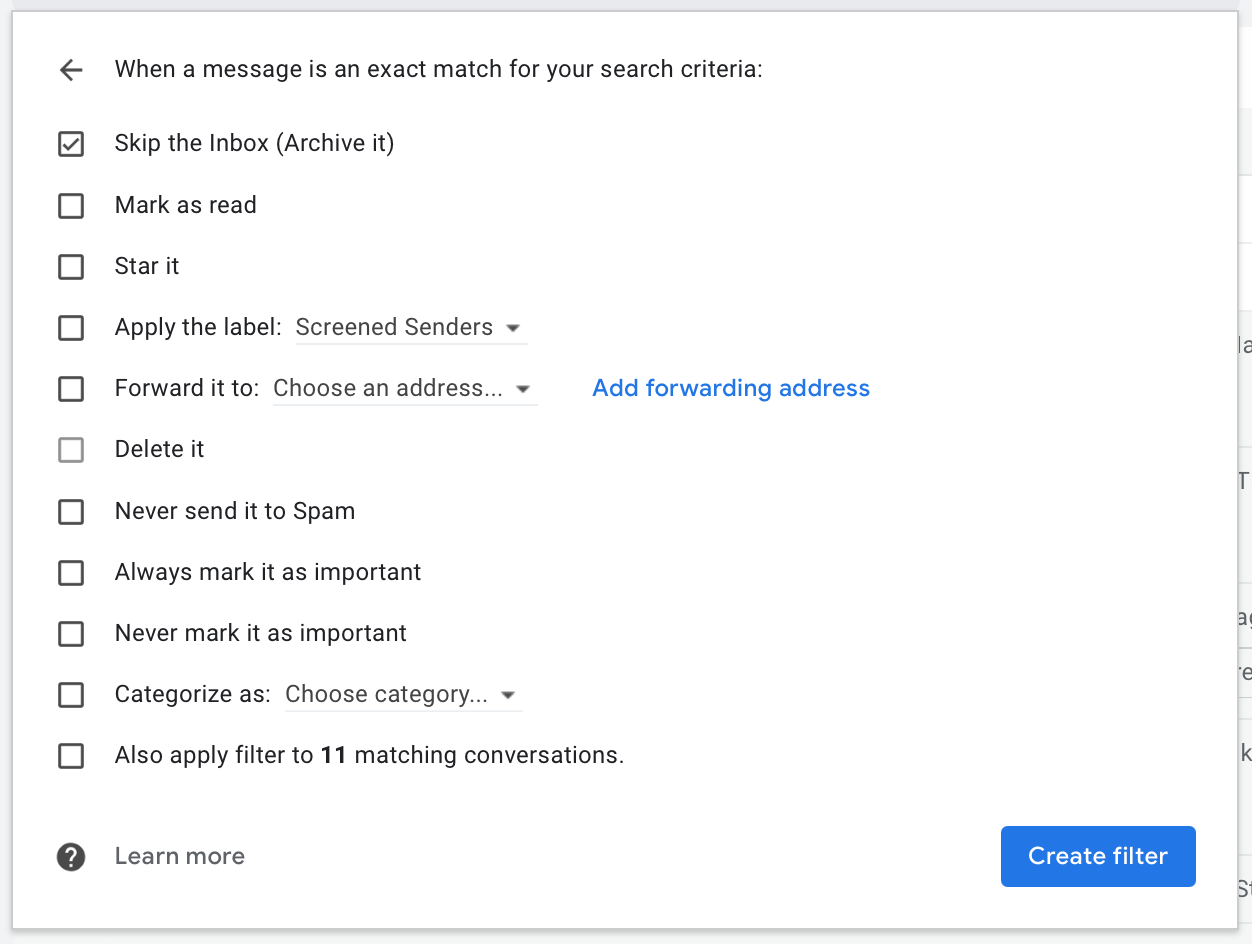 When a message is an exact match for your search criteria:
Skip the Inbox (Archive it)
Mark as read
Star it
Apply the label: Screened Senders
Forward it to: Choose an address... Add forwarding address
Delete it
Never send it to Spam
Always mark it as important
Never mark it as important
Categorize as: Choose category...
Also apply filter to 11 matching conversations.
? Learn more
Create filter